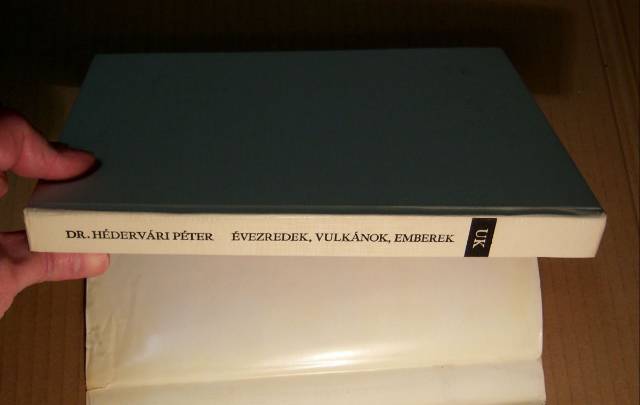 DR. HÉDERVÁRI PÉTER ÉVEZREDEK, VULKÁNOK, EMBEREK
UK